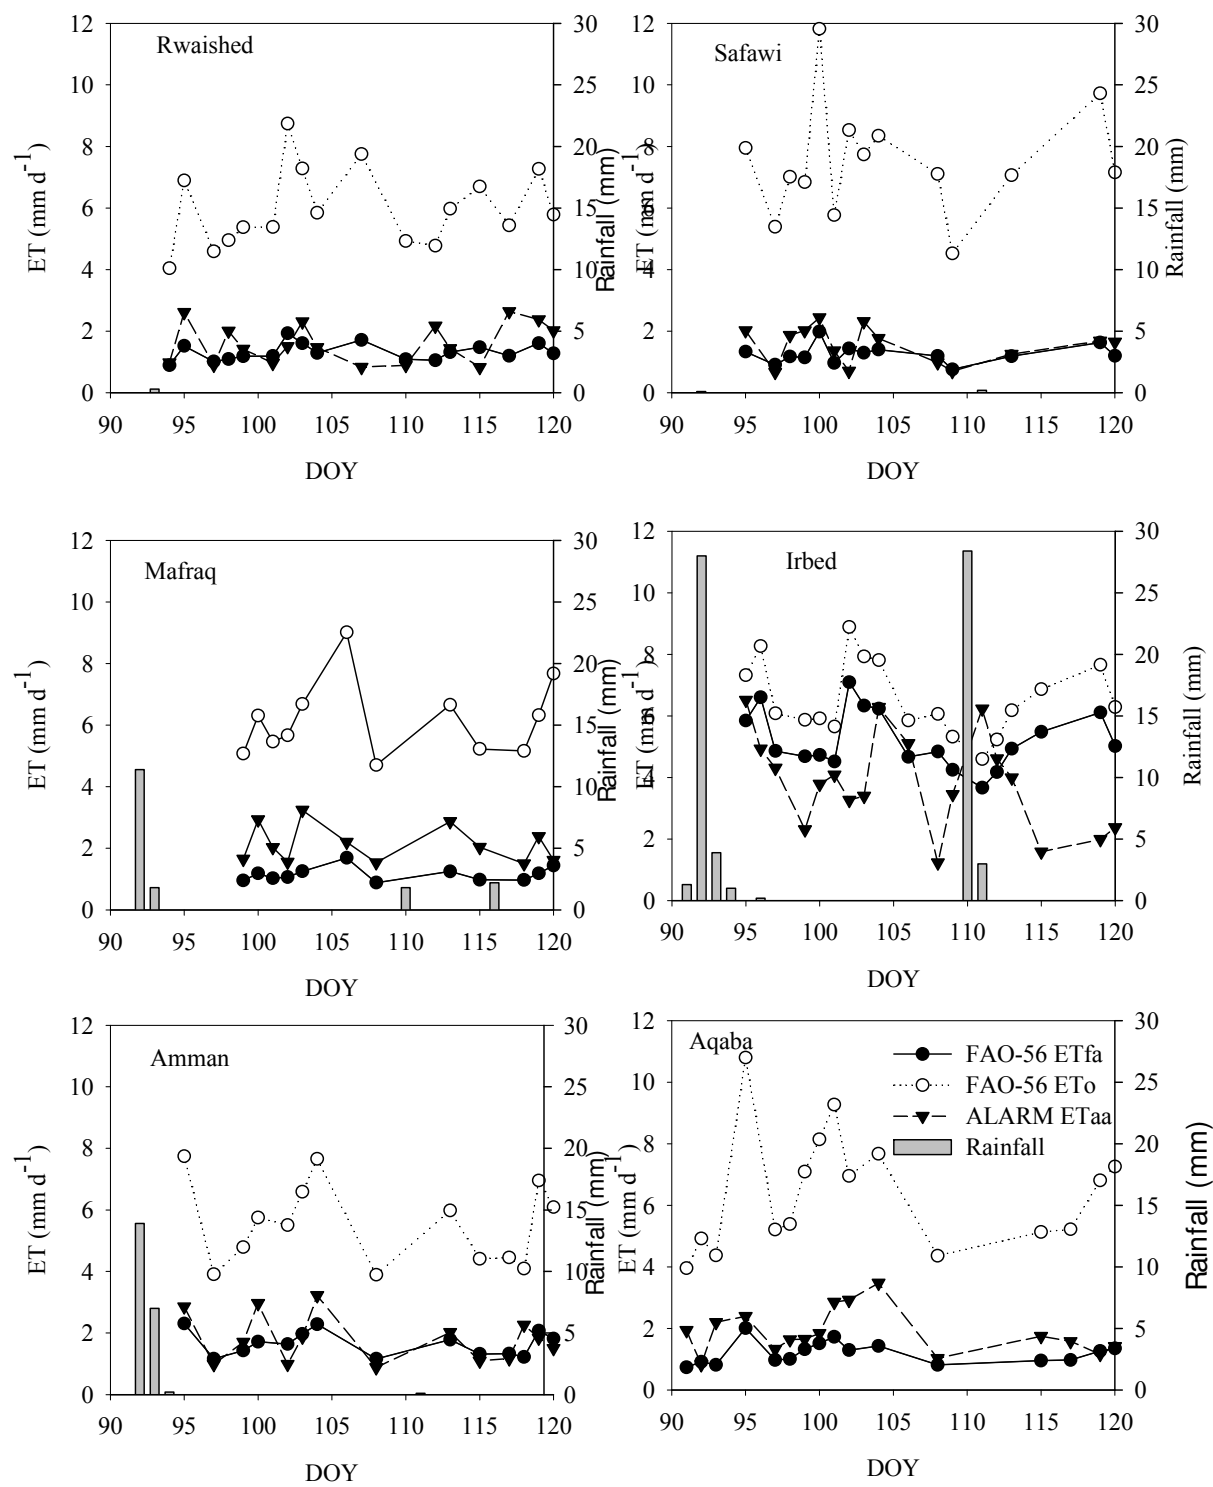 Rwaished
ET (mm d-1)
12
10
8
6
4
2
0
30
25
20
15
10
5
0
Rainfall (mm)
90 95 100 105 110 115 120
DOY
Safawi
ET (mm d-1)
12
10
8
6
4
2
0
30
25
20
15
10
5
0
Rainfall (mm)
90 95 100 105 110 115 120
DOY
Mafraq
ET (mm d-1)
12
10
8
6
4
2
0
30
25
20
15
10
5
0
Rainfall (mm)
90 95 100 105 110 115 120
DOY
Irbed
ET (mm d-1)
12
10
8
6
4
2
0
30
25
20
15
10
5
0
Rainfall (mm)
90 95 100 105 110 115 120
DOY
Amman
ET (mm d-1)
12
10
8
6
4
2
0
30
25
20
15
10
5
0
Rainfall (mm)
90 95 100 105 110 115 120
DOY
Aqaba
FAO-56 ETfa
FAO-56 ETo
ALARM ETaa
Rainfall
ET (mm d-1)
12
10
8
6
4
2
0
30
25
20
15
10
5
0
Rainfall (mm)
90 95 100 105 110 115 120
DOY